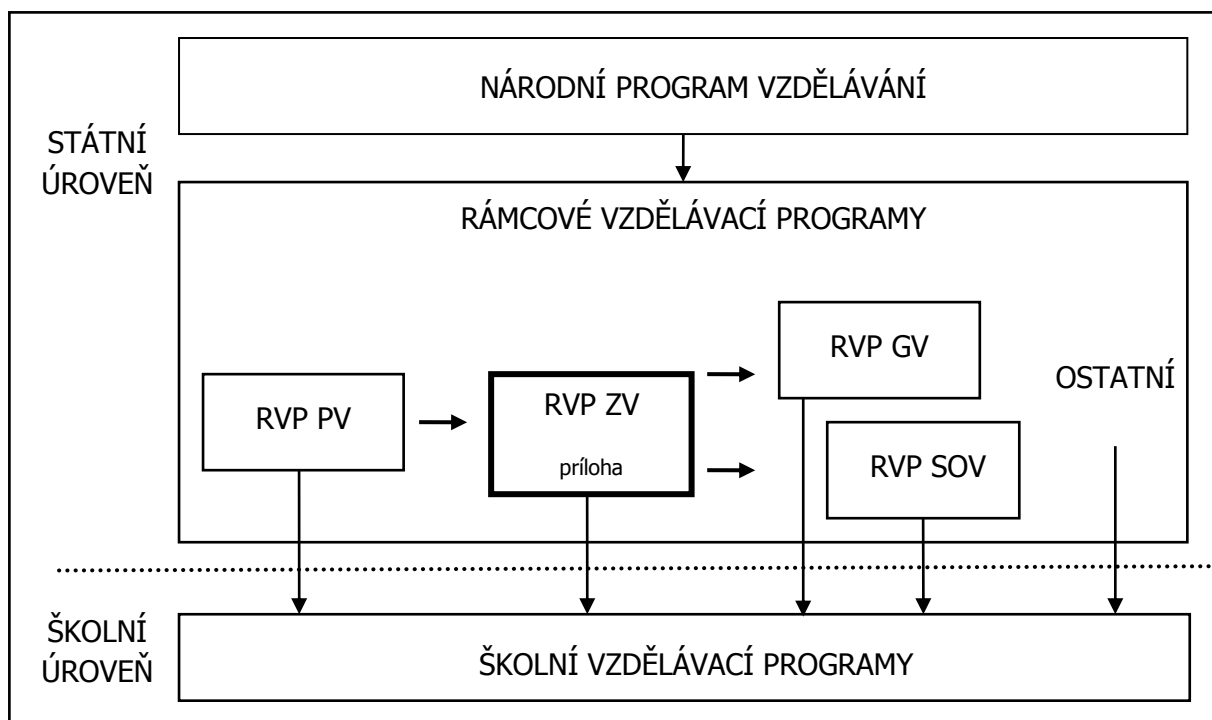 NÁRODNÍ PROGRAM VZDĚLÁVÁNÍ
STÁTNÍ
ÚROVEŇ
RÁMCOVÉ VZDĚLÁVACÍ PROGRAMY
RVP PV
RVP ZV
príloha
RVP GV
RVP SOV
OSTATNÍ
ŠKOLNÍ
ÚROVEŇ
ŠKOLNÍ VZDĚLÁVACÍ PROGRAMY